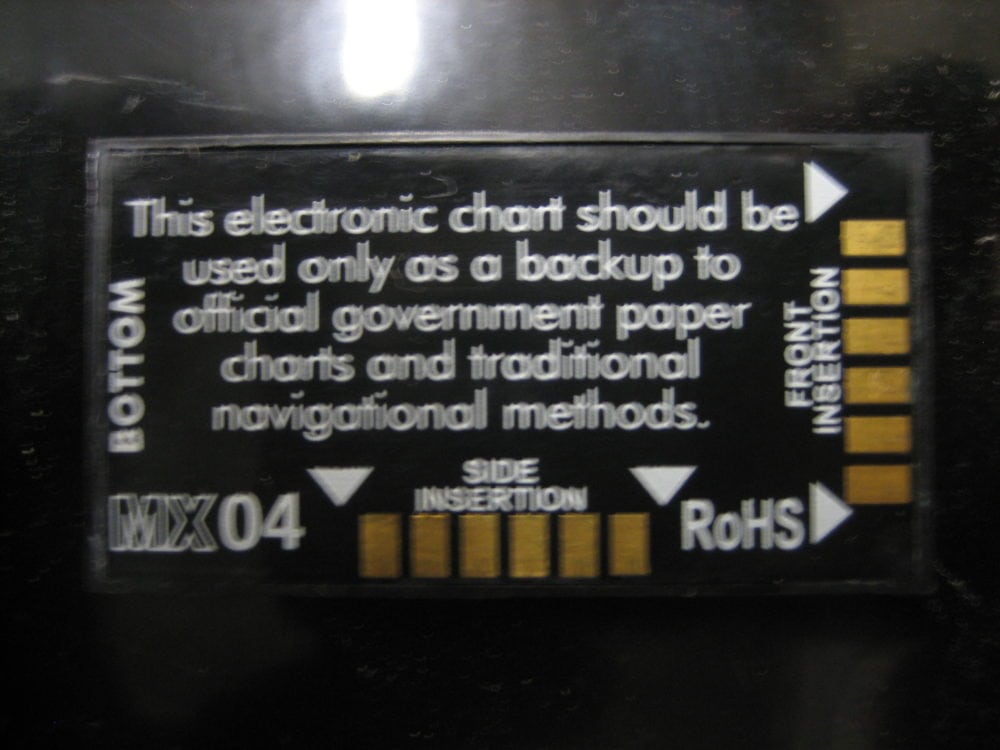 This electronic chart should be
used only as a backup to
official government paper
charts and traditional
navigational methods.
BOTTOM
FRONT
INSERTION
SIDE
INSERTION
MX04
RoHS